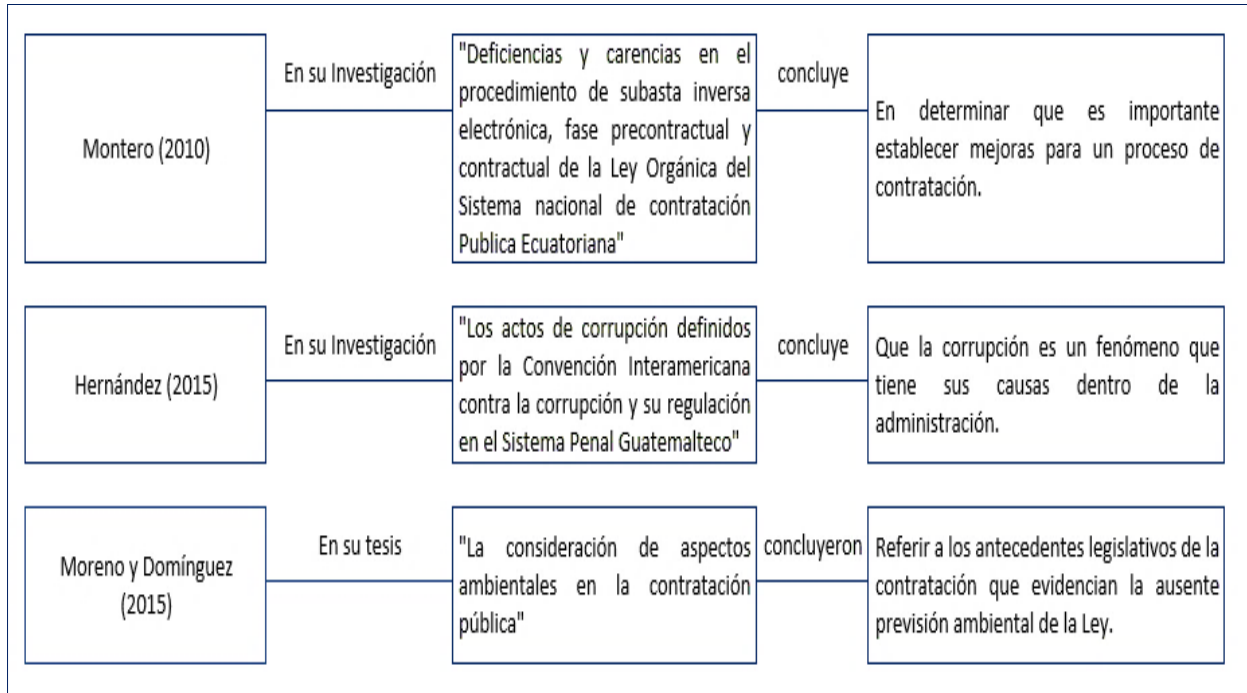 Montero (2010)
En su Investigación
"Deficiencias y carencias en el
procedimiento de subasta inversa
electrónica, fase precontractual y
contractual de la Ley Orgánica del
Sistema nacional de contratación
Publica Ecuatoriana"
concluye
En determinar que es importante
establecer mejoras para un proceso de
contratación.
Hernández (2015)
En su Investigación
"Los actos de corrupción definidos
por la Convención Interamericana
contra la corrupción y su regulación
en el Sistema Penal Guatemalteco"
concluye
Que la corrupción es un fenómeno que
tiene sus causas dentro de la
administración.
Moreno y Domínguez
(2015)
En su tesis
"La consideración de aspectos
ambientales en la contratación
pública"
concluyeron
Referir a los antecedentes legislativos de la
contratación que evidencian la ausente
previsión ambiental de la Ley.